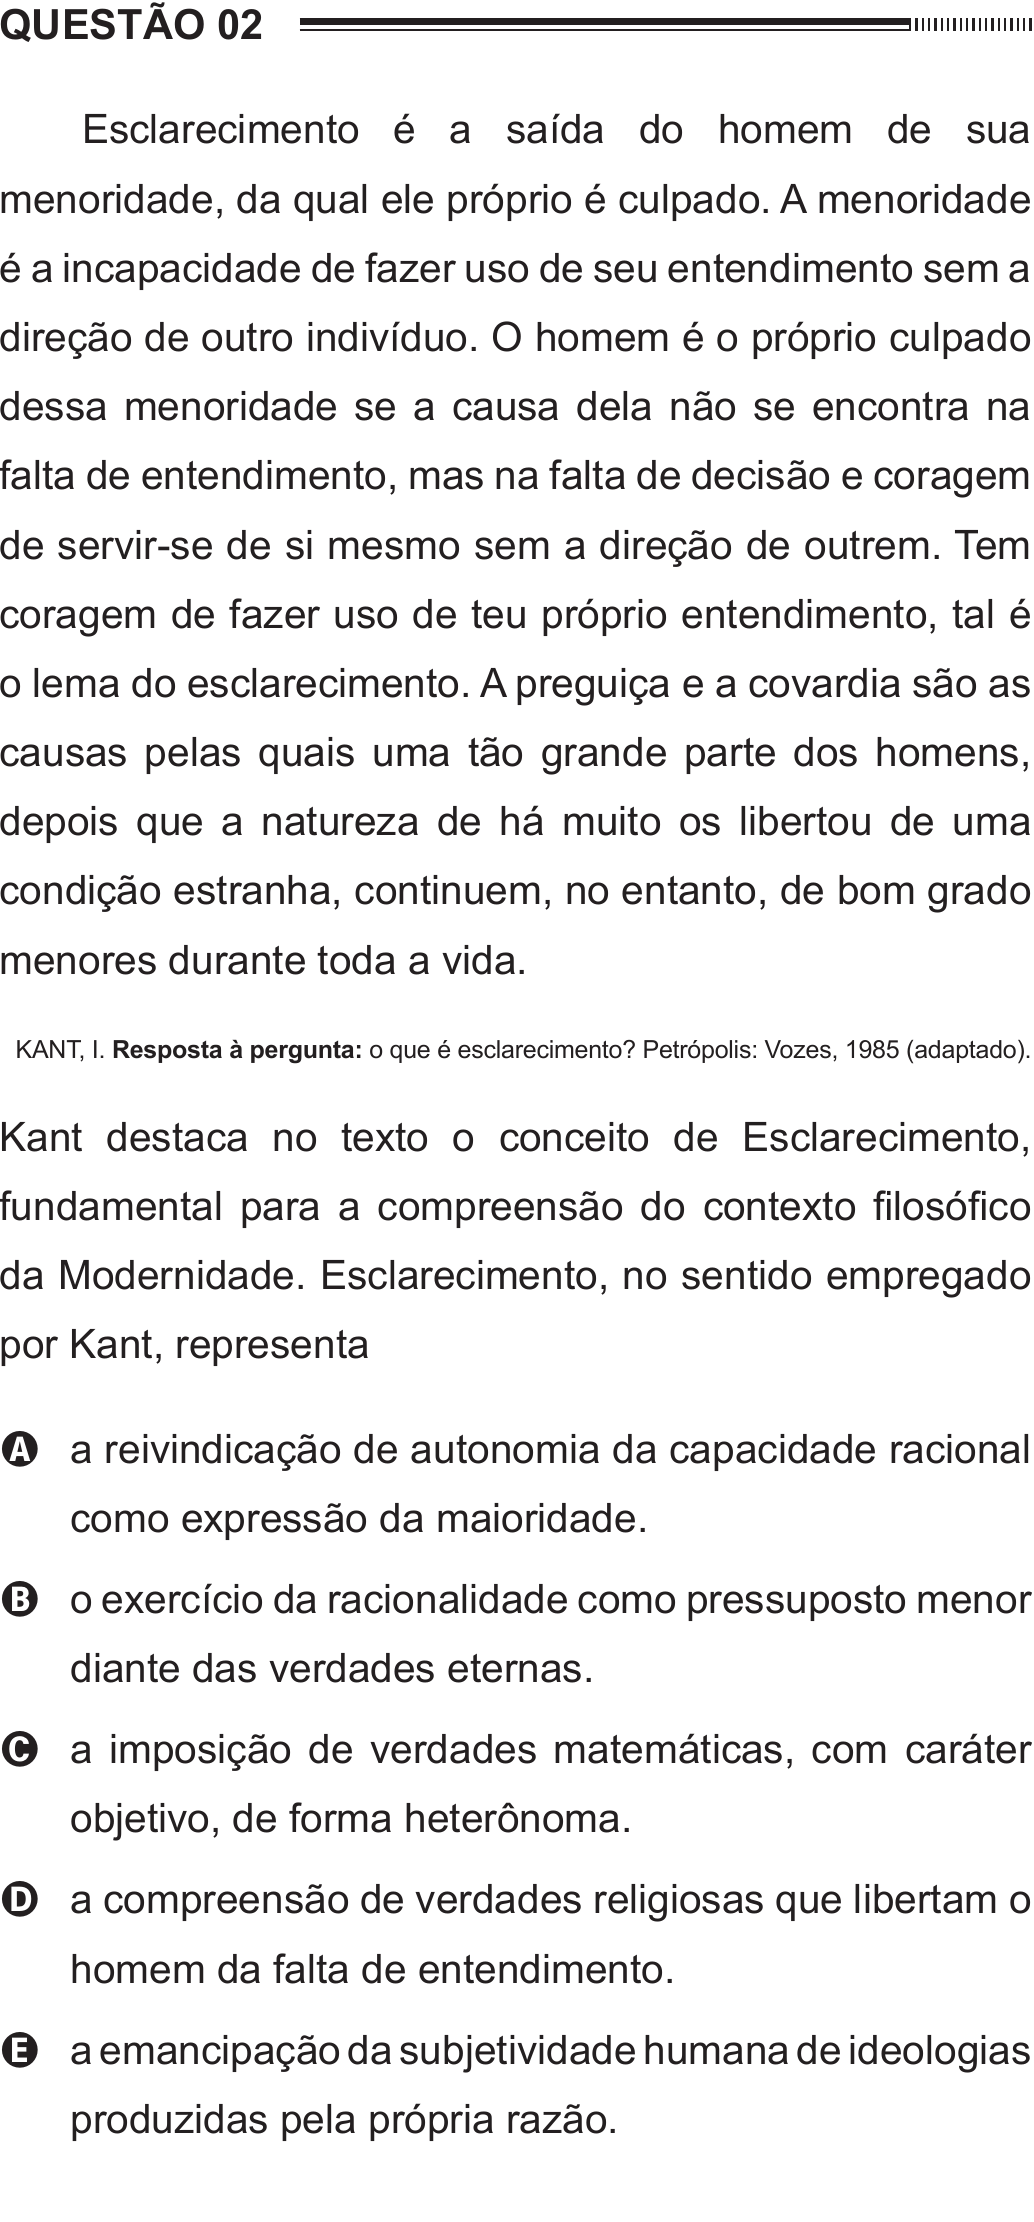 QUESTÃO 02
Esclarecimento é a saída do homem de sua
menoridade, da qual ele próprio é culpado. A menoridade
é a incapacidade de fazer uso de seu entendimento sem a
direção de outro indivíduo. O homem é o próprio culpado
dessa menoridade se a causa dela não se encontra na
falta de entendimento, mas na falta de decisão e coragem
de servir-se de si mesmo sem a direção de outrem. Tem
coragem de fazer uso de teu próprio entendimento, tal é
o lema do esclarecimento. A preguiça e a covardia são as
causas pelas quais uma tão grande parte dos homens,
depois que a natureza de há muito os libertou de uma
condição estranha, continuem, no entanto, de bom grado
menores durante toda a vida.
KANT, I. Resposta à pergunta: o que é esclarecimento? Petrópolis: Vozes, 1985 (adaptado).
Kant destaca no texto o conceito de Esclarecimento,
fundamental para a compreensão do contexto filosófico
da Modernidade. Esclarecimento, no sentido empregado
por Kant, representa
A a reivindicação de autonomia da capacidade racional
como expressão da maioridade.
B o exercício da racionalidade como pressuposto menor
diante das verdades eternas.
C a imposição de verdades matemáticas, com caráter
objetivo, de forma heterônoma.
D a compreensão de verdades religiosas que libertam o
homem da falta de entendimento.
E a emancipação da subjetividade humana de ideologias
produzidas pela própria razão.